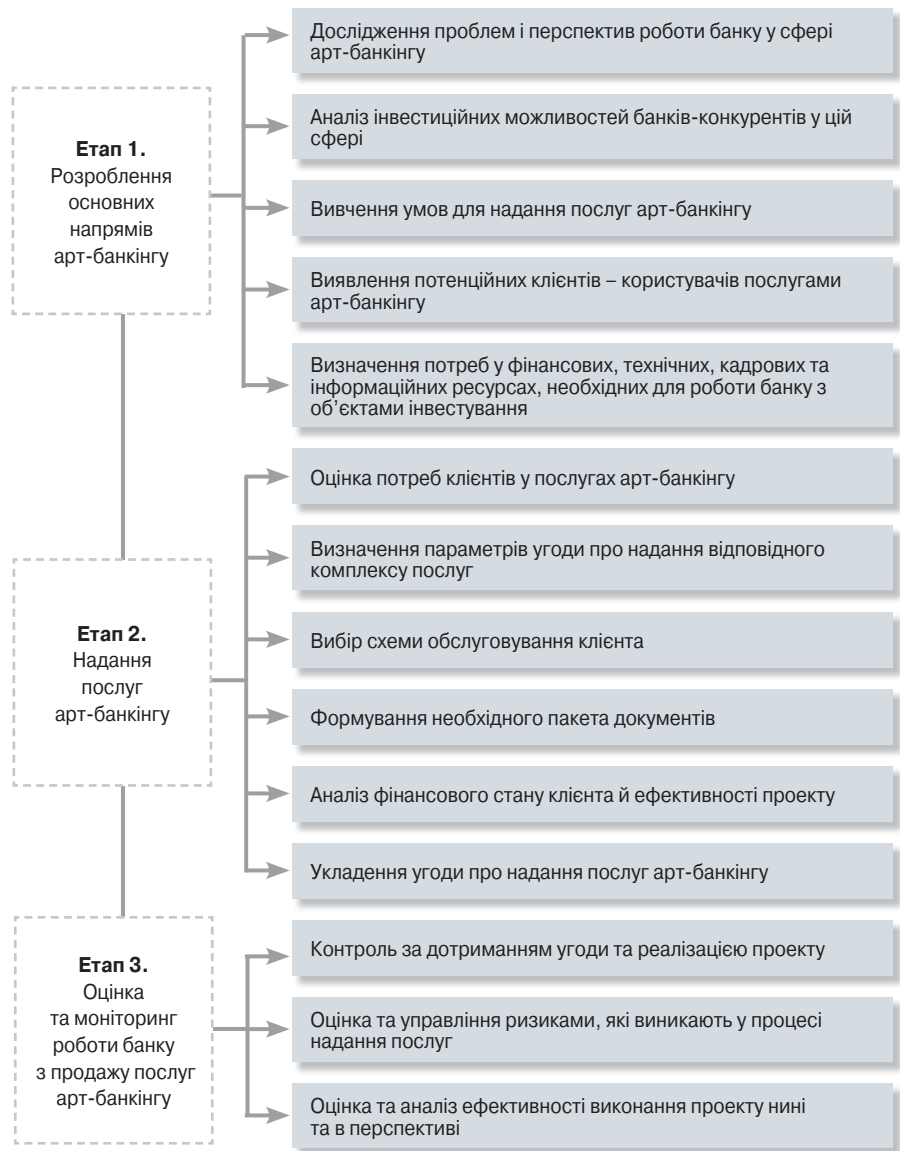 Етап 1.
Розроблення
основних
напрямів
арт-банкінгу
Дослідження проблем і перспектив роботи банку у сфері
арт-банкінгу
Аналіз інвестиційних можливостей банків-конкурентів у цій
сфері
Вивчення умов для надання послуг арт-банкінгу
Виявлення потенційних клієнтів – користувачів послугами
арт-банкінгу
Визначення потреб у фінансових, технічних, кадрових та
інформаційних ресурсах, необхідних для роботи банку з
об’єктами інвестування
Етап 2.
Надання
послуг
арт-банкінгу
Оцінка потреб клієнтів у послугах арт-банкінгу
Визначення параметрів угоди про надання відповідного
комплексу послуг
Вибір схеми обслуговування клієнта
Формування необхідного пакета документів
Аналіз фінансового стану клієнта й ефективності проекту
Укладення угоди про надання послуг арт-банкінгу
Етап 3.
Оцінка
та моніторинг
роботи банку
з продажу послуг
арт-банкінгу
Контроль за дотриманням угоди та реалізацією проекту
Оцінка та управління ризиками, які виникають у процесі
надання послуг
Оцінка та аналіз ефективності виконання проекту нині
та в перспективі